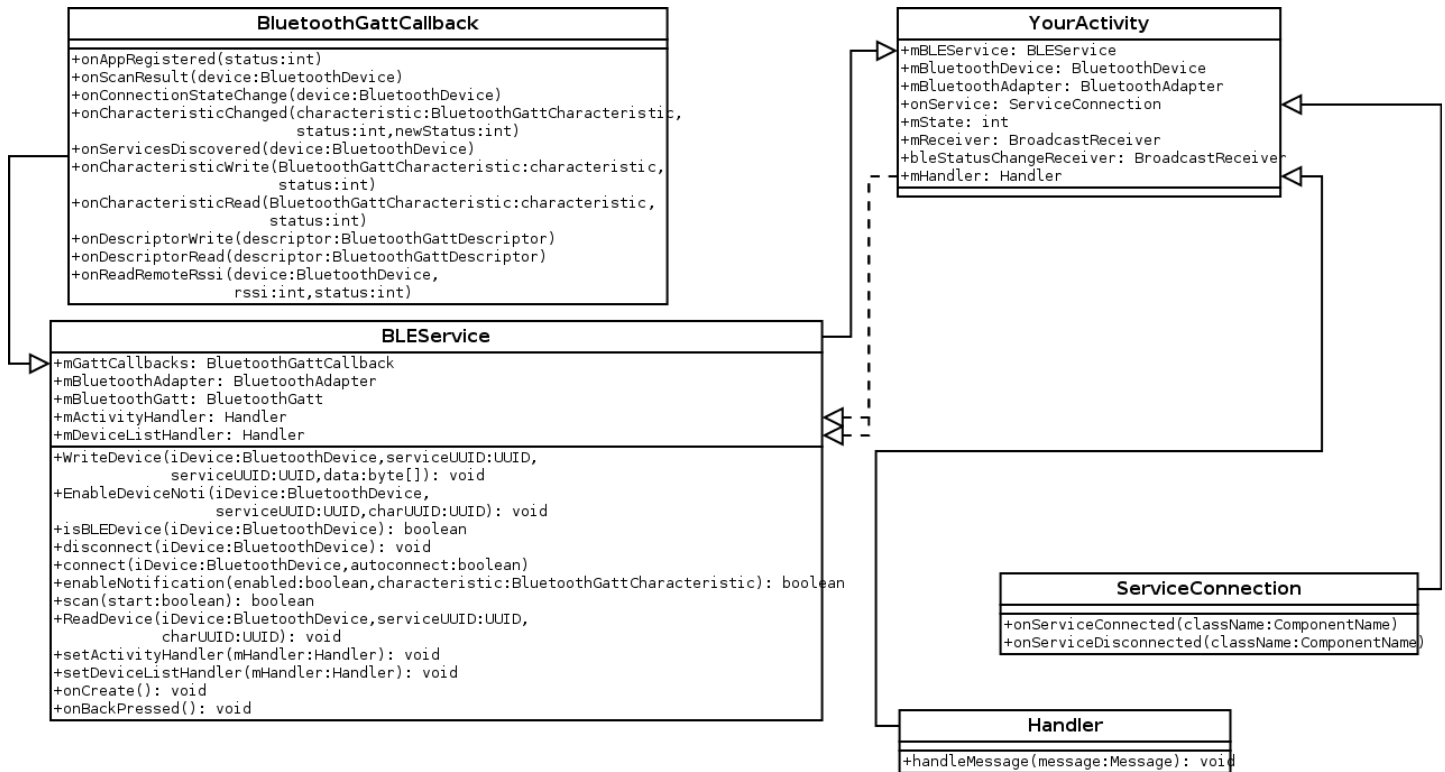 BluetoothGattCallback
+onAppRegistered(status:int)
+onScanResult(device:BluetoothDevice)
+onConnectionStateChange(device:BluetoothDevice)
+onCharacteristicChanged(characteristic:BluetoothGattCharacteristic,
status:int,newStatus:int)
+onServicesDiscovered(device:BluetoothDevice)
+onCharacteristicWrite(BluetoothGattCharacteristic:characteristic,
status:int)
+onCharacteristicRead(BluetoothGattCharacteristic:characteristic,
status:int)
+onDescriptorWrite(descriptor:BluetoothGattDescriptor)
+onDescriptorRead(descriptor:BluetoothGattDescriptor)
+onReadRemoteRssi(device:BluetoothDevice,
rssi:int,status:int)
YourActivity
+mBLEService: BLEService
+mBluetoothDevice: BluetoothDevice
+mBluetoothAdapter: BluetoothAdapter
+onService: ServiceConnection
+mState: int
+mReceiver: BroadcastReceiver
+bleStatusChangeReceiver: BroadcastReceiver
+mHandler: Handler
BLEService
+mGattCallbacks: BluetoothGattCallback
+mBluetoothAdapter: BluetoothAdapter
+mBluetoothGatt: BluetoothGatt
+mActivityHandler: Handler
+mDeviceListHandler: Handler
+WriteDevice(iDevice:BluetoothDevice,serviceUUID:UUID,
serviceUUID:UUID,data:byte[]): void
+EnableDeviceNoti(iDevice:BluetoothDevice,
serviceUUID:UUID,charUUID:UUID): void
+isBLEDevice(iDevice:BluetoothDevice): boolean
+disconnect(iDevice:BluetoothDevice): void
+connect(iDevice:BluetoothDevice,autoconnect:boolean)
+enableNotification(enabled:boolean,characteristic:BluetoothGattCharacteristic): boolean
+scan(start:boolean): boolean
+ReadDevice(iDevice:BluetoothDevice,serviceUUID:UUID,
charUUID:UUID): void
+setActivityHandler(mHandler:Handler): void
+setDeviceListHandler(mHandler:Handler): void
+onCreate(): void
+onBackPressed(): void
ServiceConnection
+onServiceConnected(className:ComponentName)
+onServiceDisconnected(className:ComponentName)
Handler
+handleMessage(message:Message): void